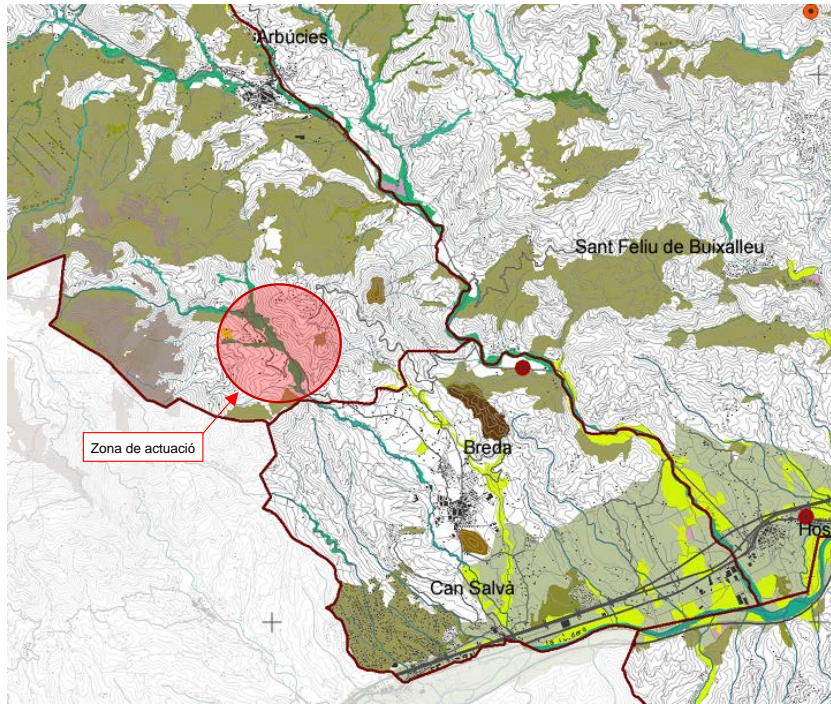 Arbúcies
Sant Feliu de Buixalleu
Zona de actuació
Breda
Hos
Can Salvà